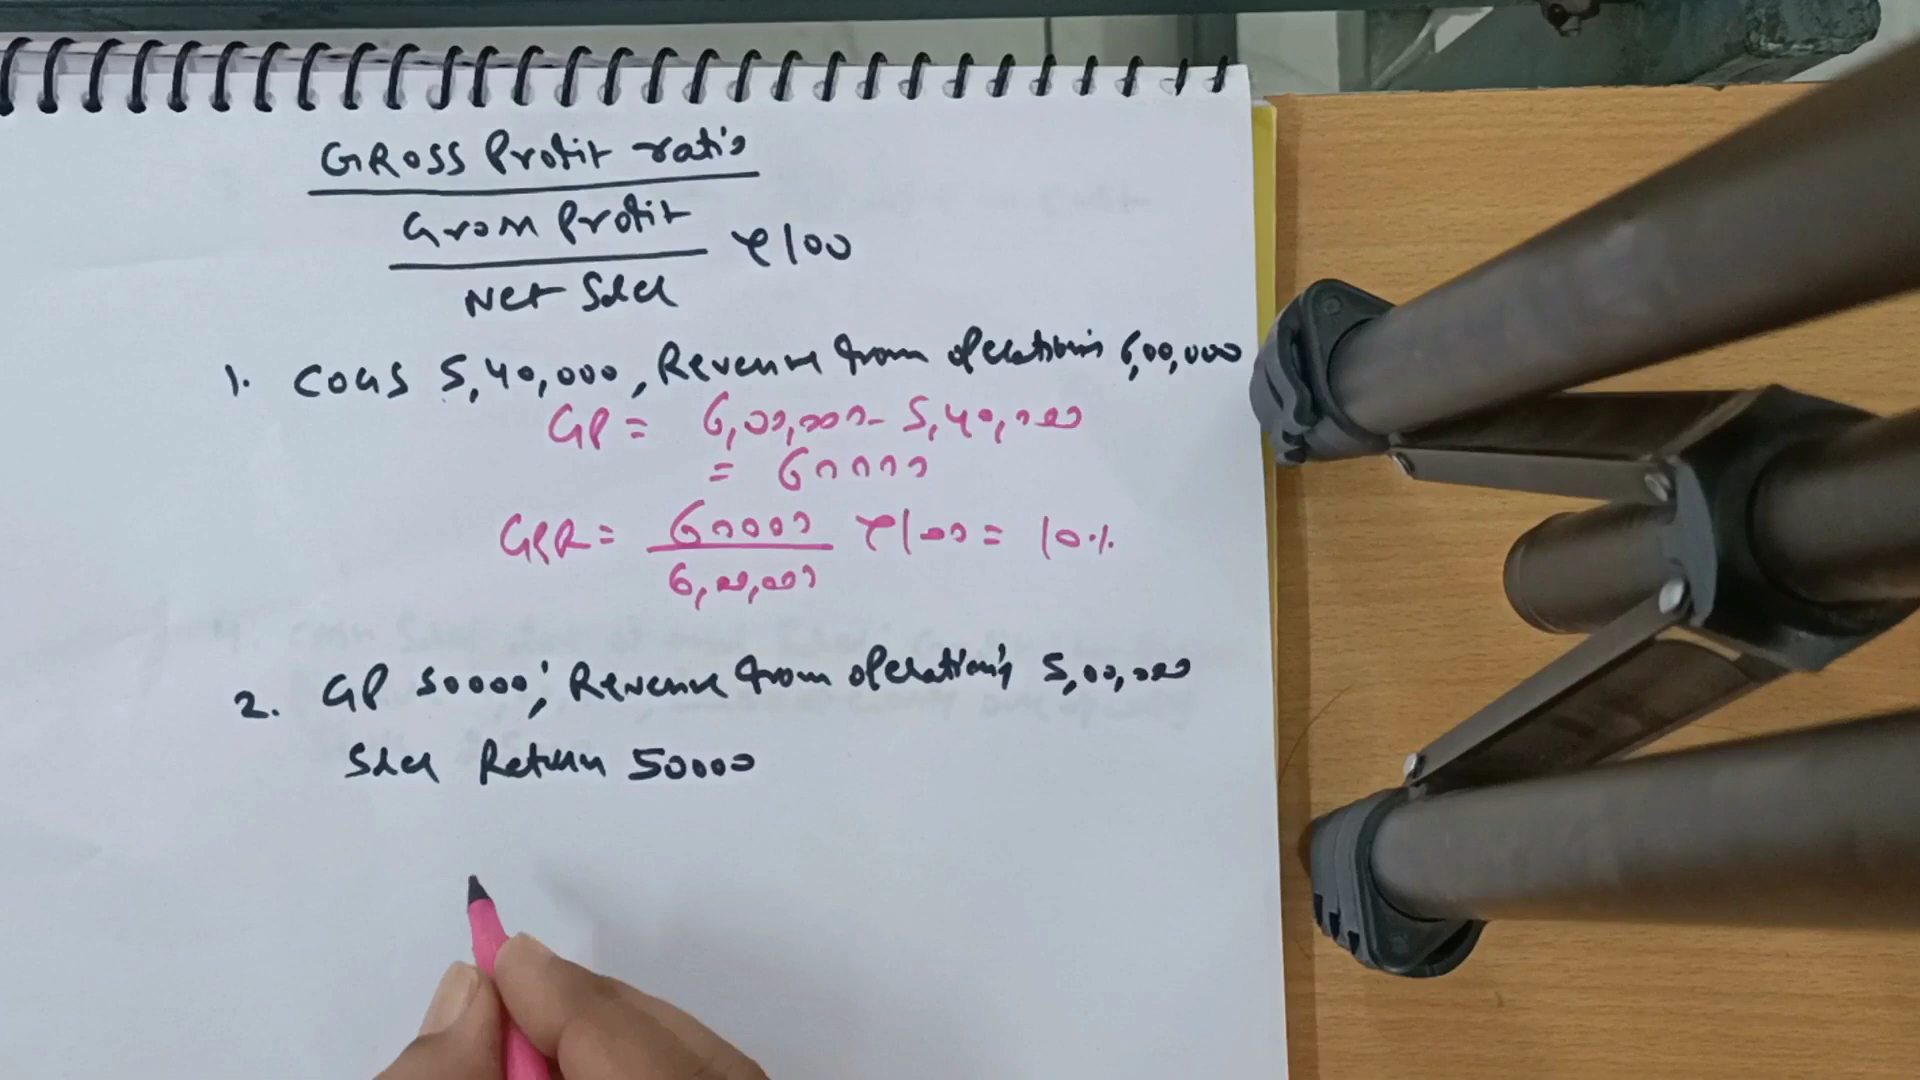 GROSS Profit ratio
Gross Profit
Net Sales × 100
1. COGS 5,40,000, Revenue from operations 6,00,000
GP = 6,00,000 - 5,40,000
= 60000
GPR = 60000 / 6,00,000 × 100 = 10%
2. GP 50000; Revenue from operations 5,00,000
Sales Return 50000